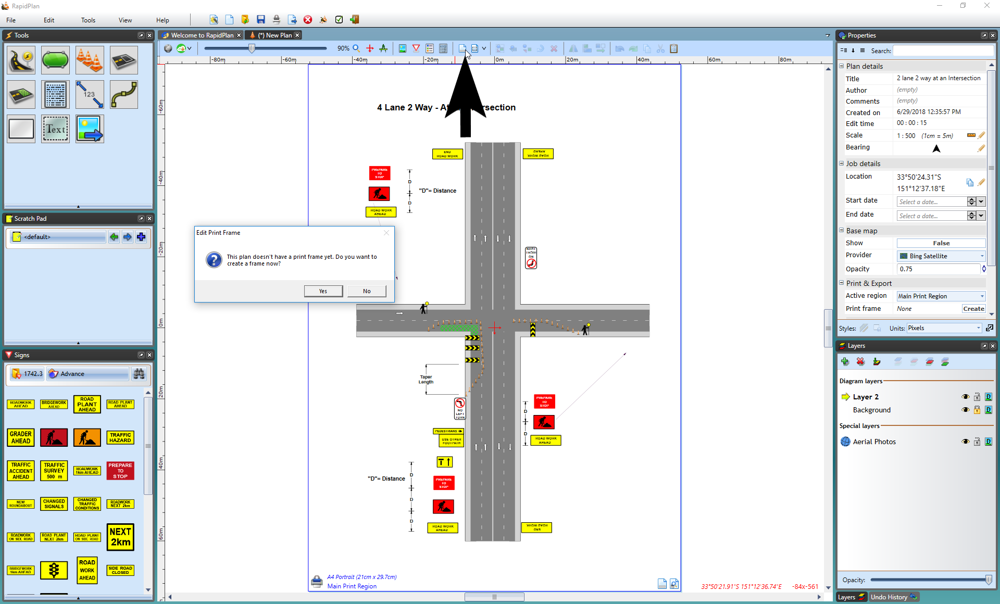 RapidPlan
File Edit Tools View Help
Tools
Welcome to RapidPlan
(*) New Plan
90%
Properties
Search:
-80m -60m -40m -20m 0m 20m 40m 60m 80m
Plan details
Title 2 lane 2 way at an Intersection
Author (empty)
Comments (empty)
Created on 6/29/2018 12:35:57 PM
Edit time 00 : 00 : 15
Scale 1 : 500 (1cm = 5m)
Bearing
Job details
Location 33°50'24.31"S
151°12'37.18"E
Start date Select a date...
End date Select a date...
Base map
Show False
Provider Bing Satellite
Opacity 0.75
Print & Export
Active region Main Print Region
Print frame None Create
Styles: Units: Pixels
Layers
Diagram layers
Layer 2
Background
Special layers
Aerial Photos
Opacity:
Layers Undo History
123
Text
Scratch Pad
<default>
Signs
1742.3 Advance
ROADWORK
AHEAD
BRIDGEWORK
AHEAD
ROAD
PLANT
AHEAD
ROAD PLANT
AHEAD
GRADER
AHEAD
TRAFFIC
HAZARD
TRAFFIC
ACCIDENT
AHEAD
TRAFFIC
SURVEY
500 m
ROADWORK
1km AHEAD
PREPARE
TO
STOP
NEW
ROUNDABOUT
CHANGED
SIGNALS
CHANGED
TRAFFIC
CONDITIONS
ROADWORK
NEXT 2km
ROADWORK
ON SIDE ROAD
ROAD PLANT
NEXT 2km
ROAD PLANT
ON SIDE ROAD
NEXT
2km
BRIDGEWORK
1km AHEAD
ROAD
WORK
AHEAD
SIDE ROAD
CLOSED
-60m
-40m
-20m
0m
20m
40m
60m
4 Lane 2 Way - At rsection
END
ROAD WORK
ROAD WORK
AHEAD
PREPARE
TO
STOP
D
"D"= Distance
D
ROAD WORK
AHEAD
Edit Print Frame
This plan doesn't have a print frame yet. Do you want to
create a frame now?
Yes No
NO
RIGHT
TURN
Taper
Length
NO
LEFT
TURN
PREPARE
TO
STOP
D
D
ROAD WORK
AHEAD
PEDESTRIANS
USE OTHER
FOOTPATH
T
"D"= Distance
D
PREPARE
TO
STOP
D
D
ROAD WORK
AHEAD
END
ROAD WORK
A4 Portrait (21cm x 29.7cm)
Main Print Region
33°50'21.91"S 151°12'36.74"E -84x-561